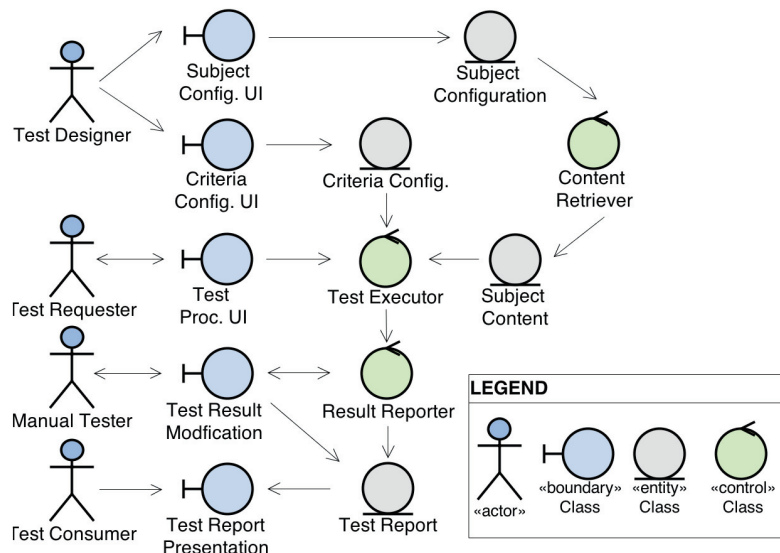 Subject
Config. UI
Subject
Configuration
Test Designer
Criteria
Config. UI
Criteria Config.
Content
Retriever
Test Requester
Test
Proc. UI
Test Executor
Subject
Content
Manual Tester
Test Result
Modfication
Result Reporter
Test Consumer
Test Report
Presentation
Test Report
LEGEND
«actor»
«boundary»
Class
«entity»
Class
«control»
Class